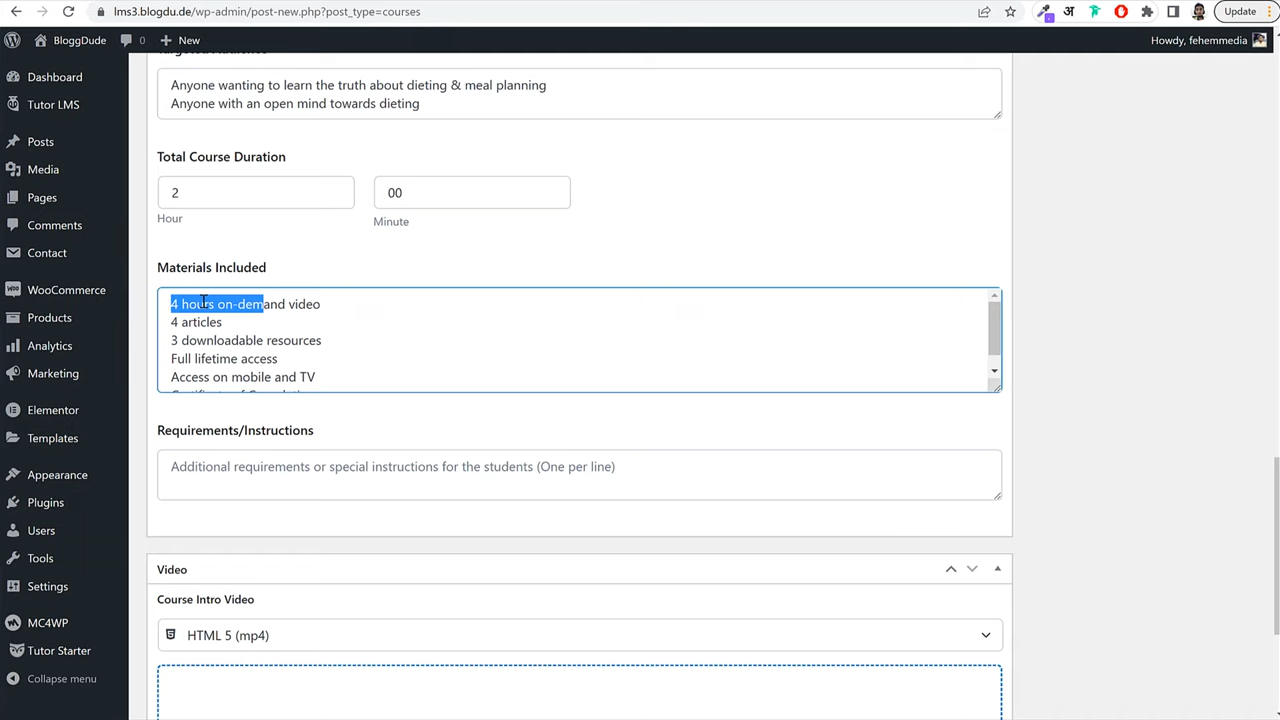 lms3.blogdu.de/wp-admin/post-new.php?post_type=courses
Update
BloggDude
0
New
Howdy, fehemmedia
Dashboard
Tutor LMS
Posts
Media
Pages
Comments
Contact
WooCommerce
Products
Analytics
Marketing
Elementor
Templates
Appearance
Plugins
Users
Tools
Settings
MC4WP
Tutor Starter
Collapse menu
Targeted Audience
Anyone wanting to learn the truth about dieting & meal planning
Anyone with an open mind towards dieting
Total Course Duration
2
00
Hour
Minute
Materials Included
4 hours on-demand video
4 articles
3 downloadable resources
Full lifetime access
Access on mobile and TV
Requirements/Instructions
Additional requirements or special instructions for the students (One per line)
Video
Course Intro Video
HTML 5 (mp4)